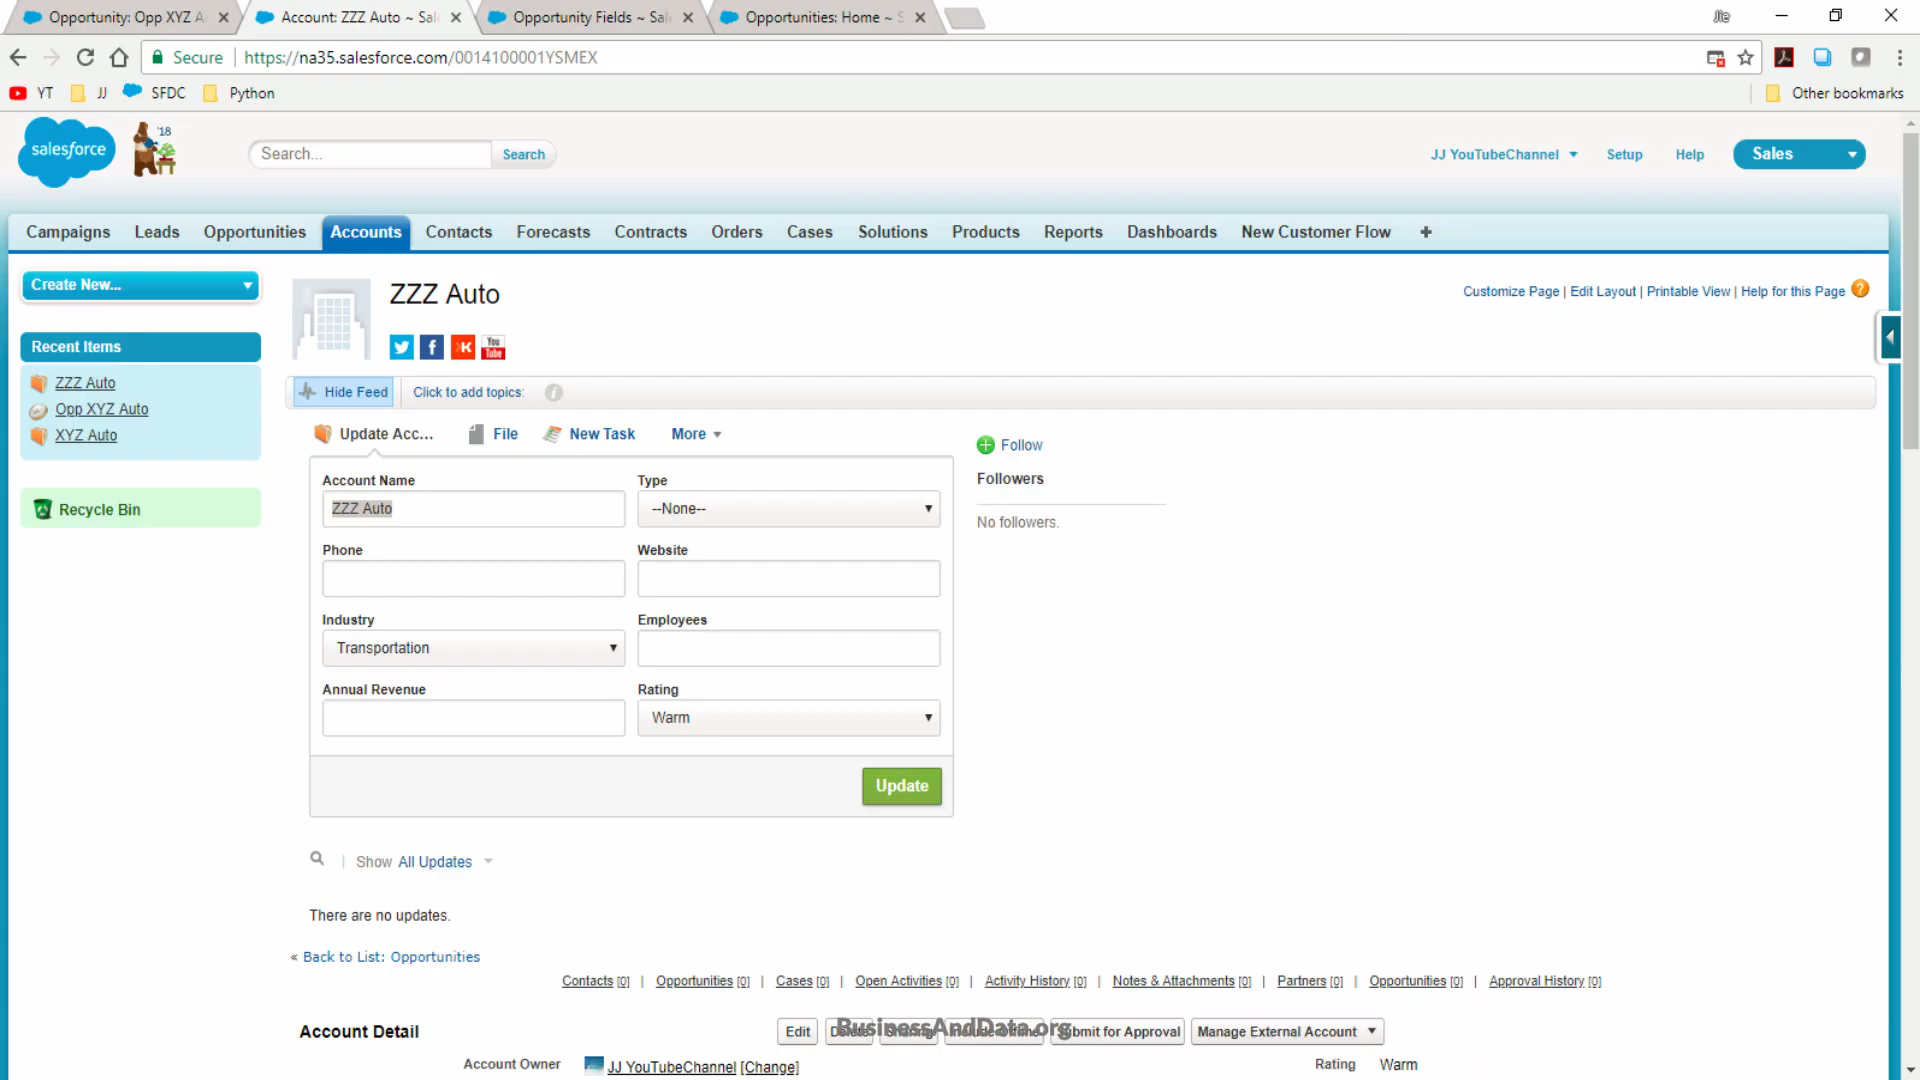 Opportunity: Opp XYZ A
Account: ZZZ Auto ~ Sal
Opportunity Fields ~ Sal
Opportunities: Home ~ S
Secure
https://na35.salesforce.com/0014100001YSMEX
YT
JJ
SFDC
Python
Other bookmarks
salesforce
'18
Search...
Search
JJ YouTubeChannel
Setup
Help
Sales
Campaigns
Leads
Opportunities
Accounts
Contacts
Forecasts
Contracts
Orders
Cases
Solutions
Products
Reports
Dashboards
New Customer Flow
+
Create New...
ZZZ Auto
Customize Page | Edit Layout | Printable View | Help for this Page
Recent Items
ZZZ Auto
Opp XYZ Auto
XYZ Auto
Recycle Bin
You
Tube
Hide Feed
Click to add topics:
Update Acc...
File
New Task
More
Follow
Followers
No followers.
Account Name
Type
ZZZ Auto
--None--
Phone
Website
Industry
Employees
Transportation
Annual Revenue
Rating
Warm
Update
Show All Updates
There are no updates.
« Back to List: Opportunities
Contacts [0] | Opportunities [0] | Cases [0] | Open Activities [0] | Activity History [0] | Notes & Attachments [0] | Partners [0] | Opportunities [0] | Approval History [0]
Account Detail
Edit
Delete
Sharing
Include Offline
Submit for Approval
Manage External Account
BusinessAndData.org
Account Owner
JJ YouTubeChannel [Change]
Rating
Warm